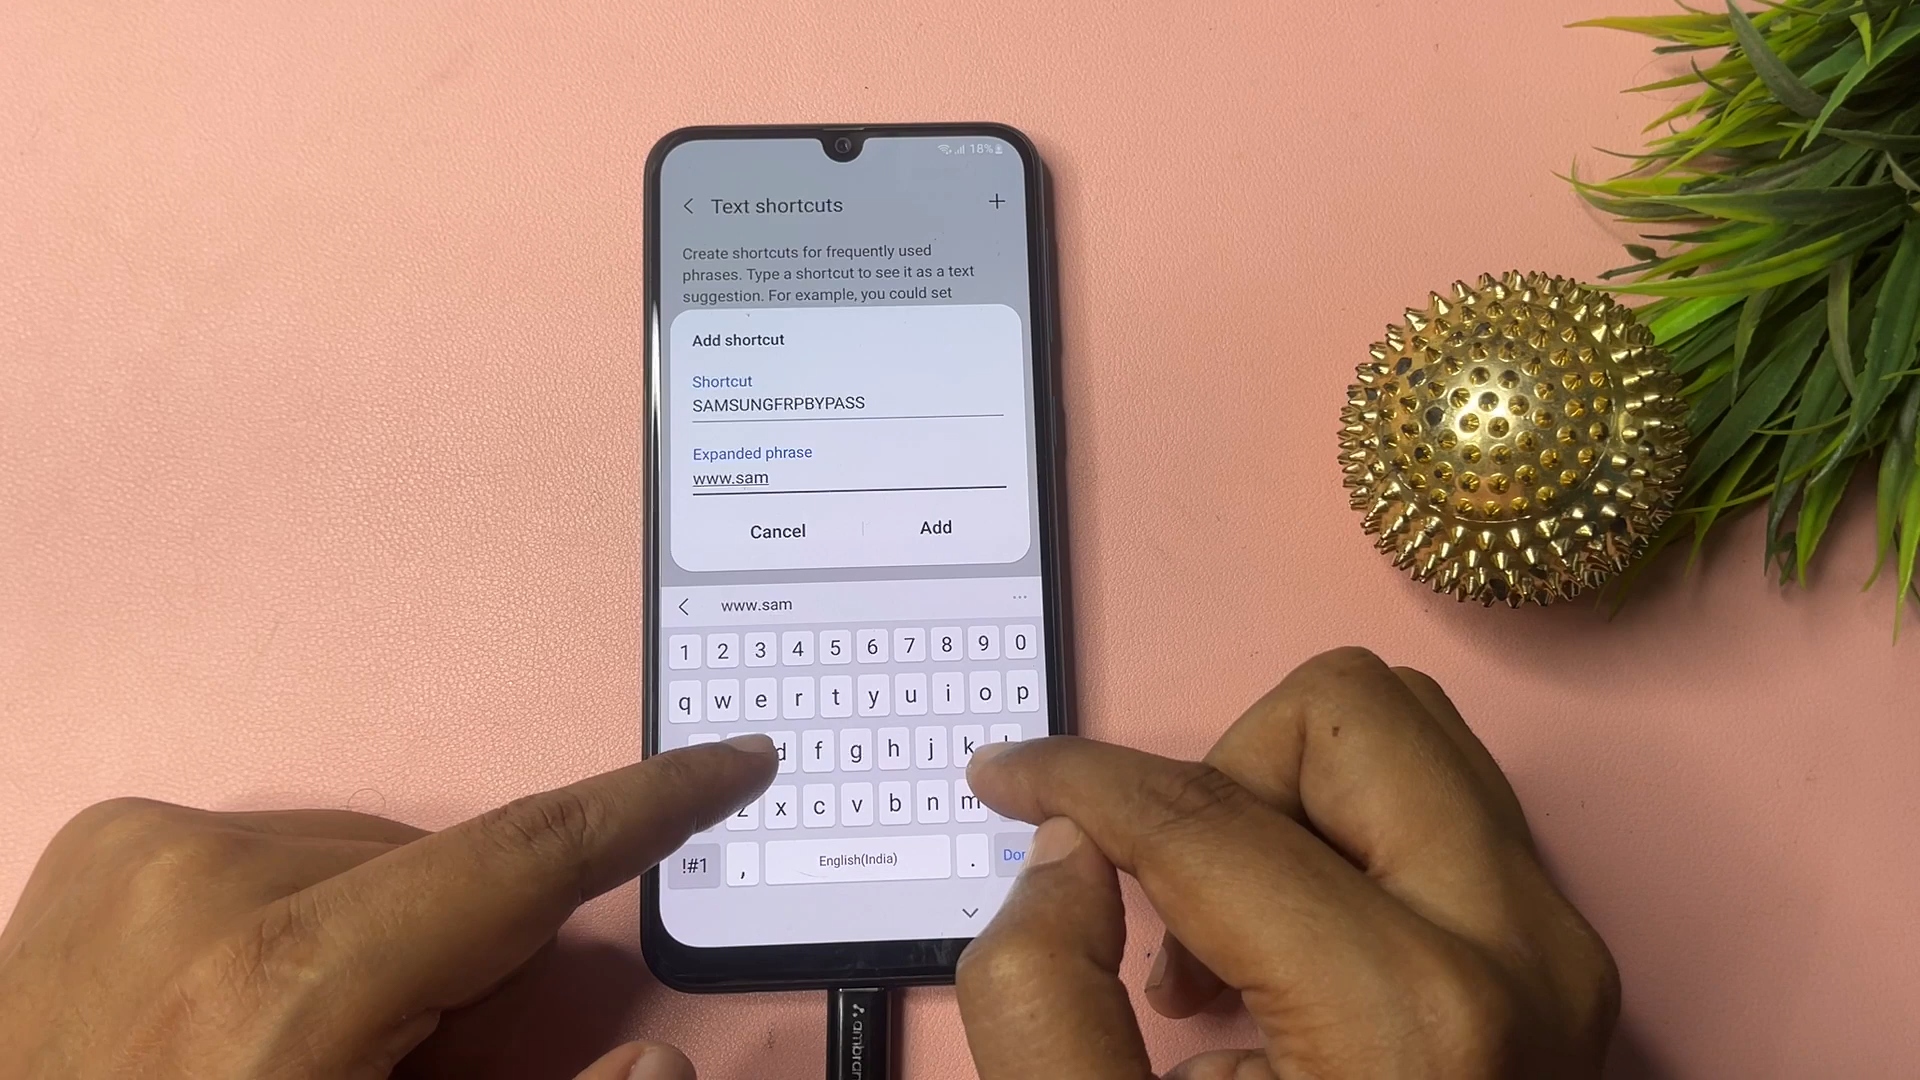 18%
Text shortcuts
Create shortcuts for frequently used
phrases. Type a shortcut to see it as a text
suggestion. For example, you could set
Add shortcut
Shortcut
SAMSUNGFRPBYPASS
Expanded phrase
www.sam
Cancel
Add
www.sam
1 2 3 4 5 6 7 8 9 0
q w e r t y u i o p
d f g h j k
z x c v b n m
!#1 , English(India) .